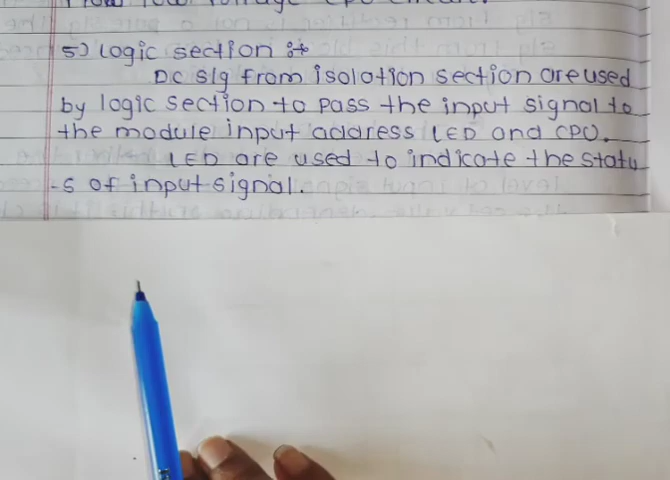 5) Logic section :-
DC sig from isolation section are used
by logic section to pass the input signal to
the module input address LED and CPU.
LED are used to indicate the statu
-s of input signal.